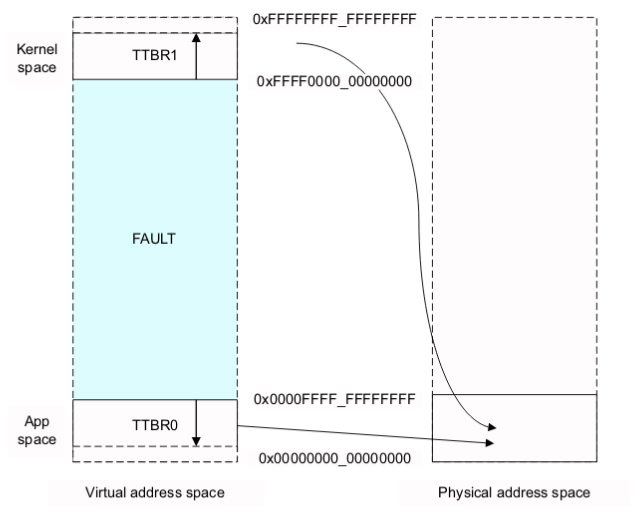 0xFFFFFFFF_FFFFFFFF
Kernel
space
TTBR1
0xFFFF0000_00000000
FAULT
0x0000FFFF_FFFFFFFF
App
space
TTBR0
0x00000000_00000000
Virtual address space
Physical address space